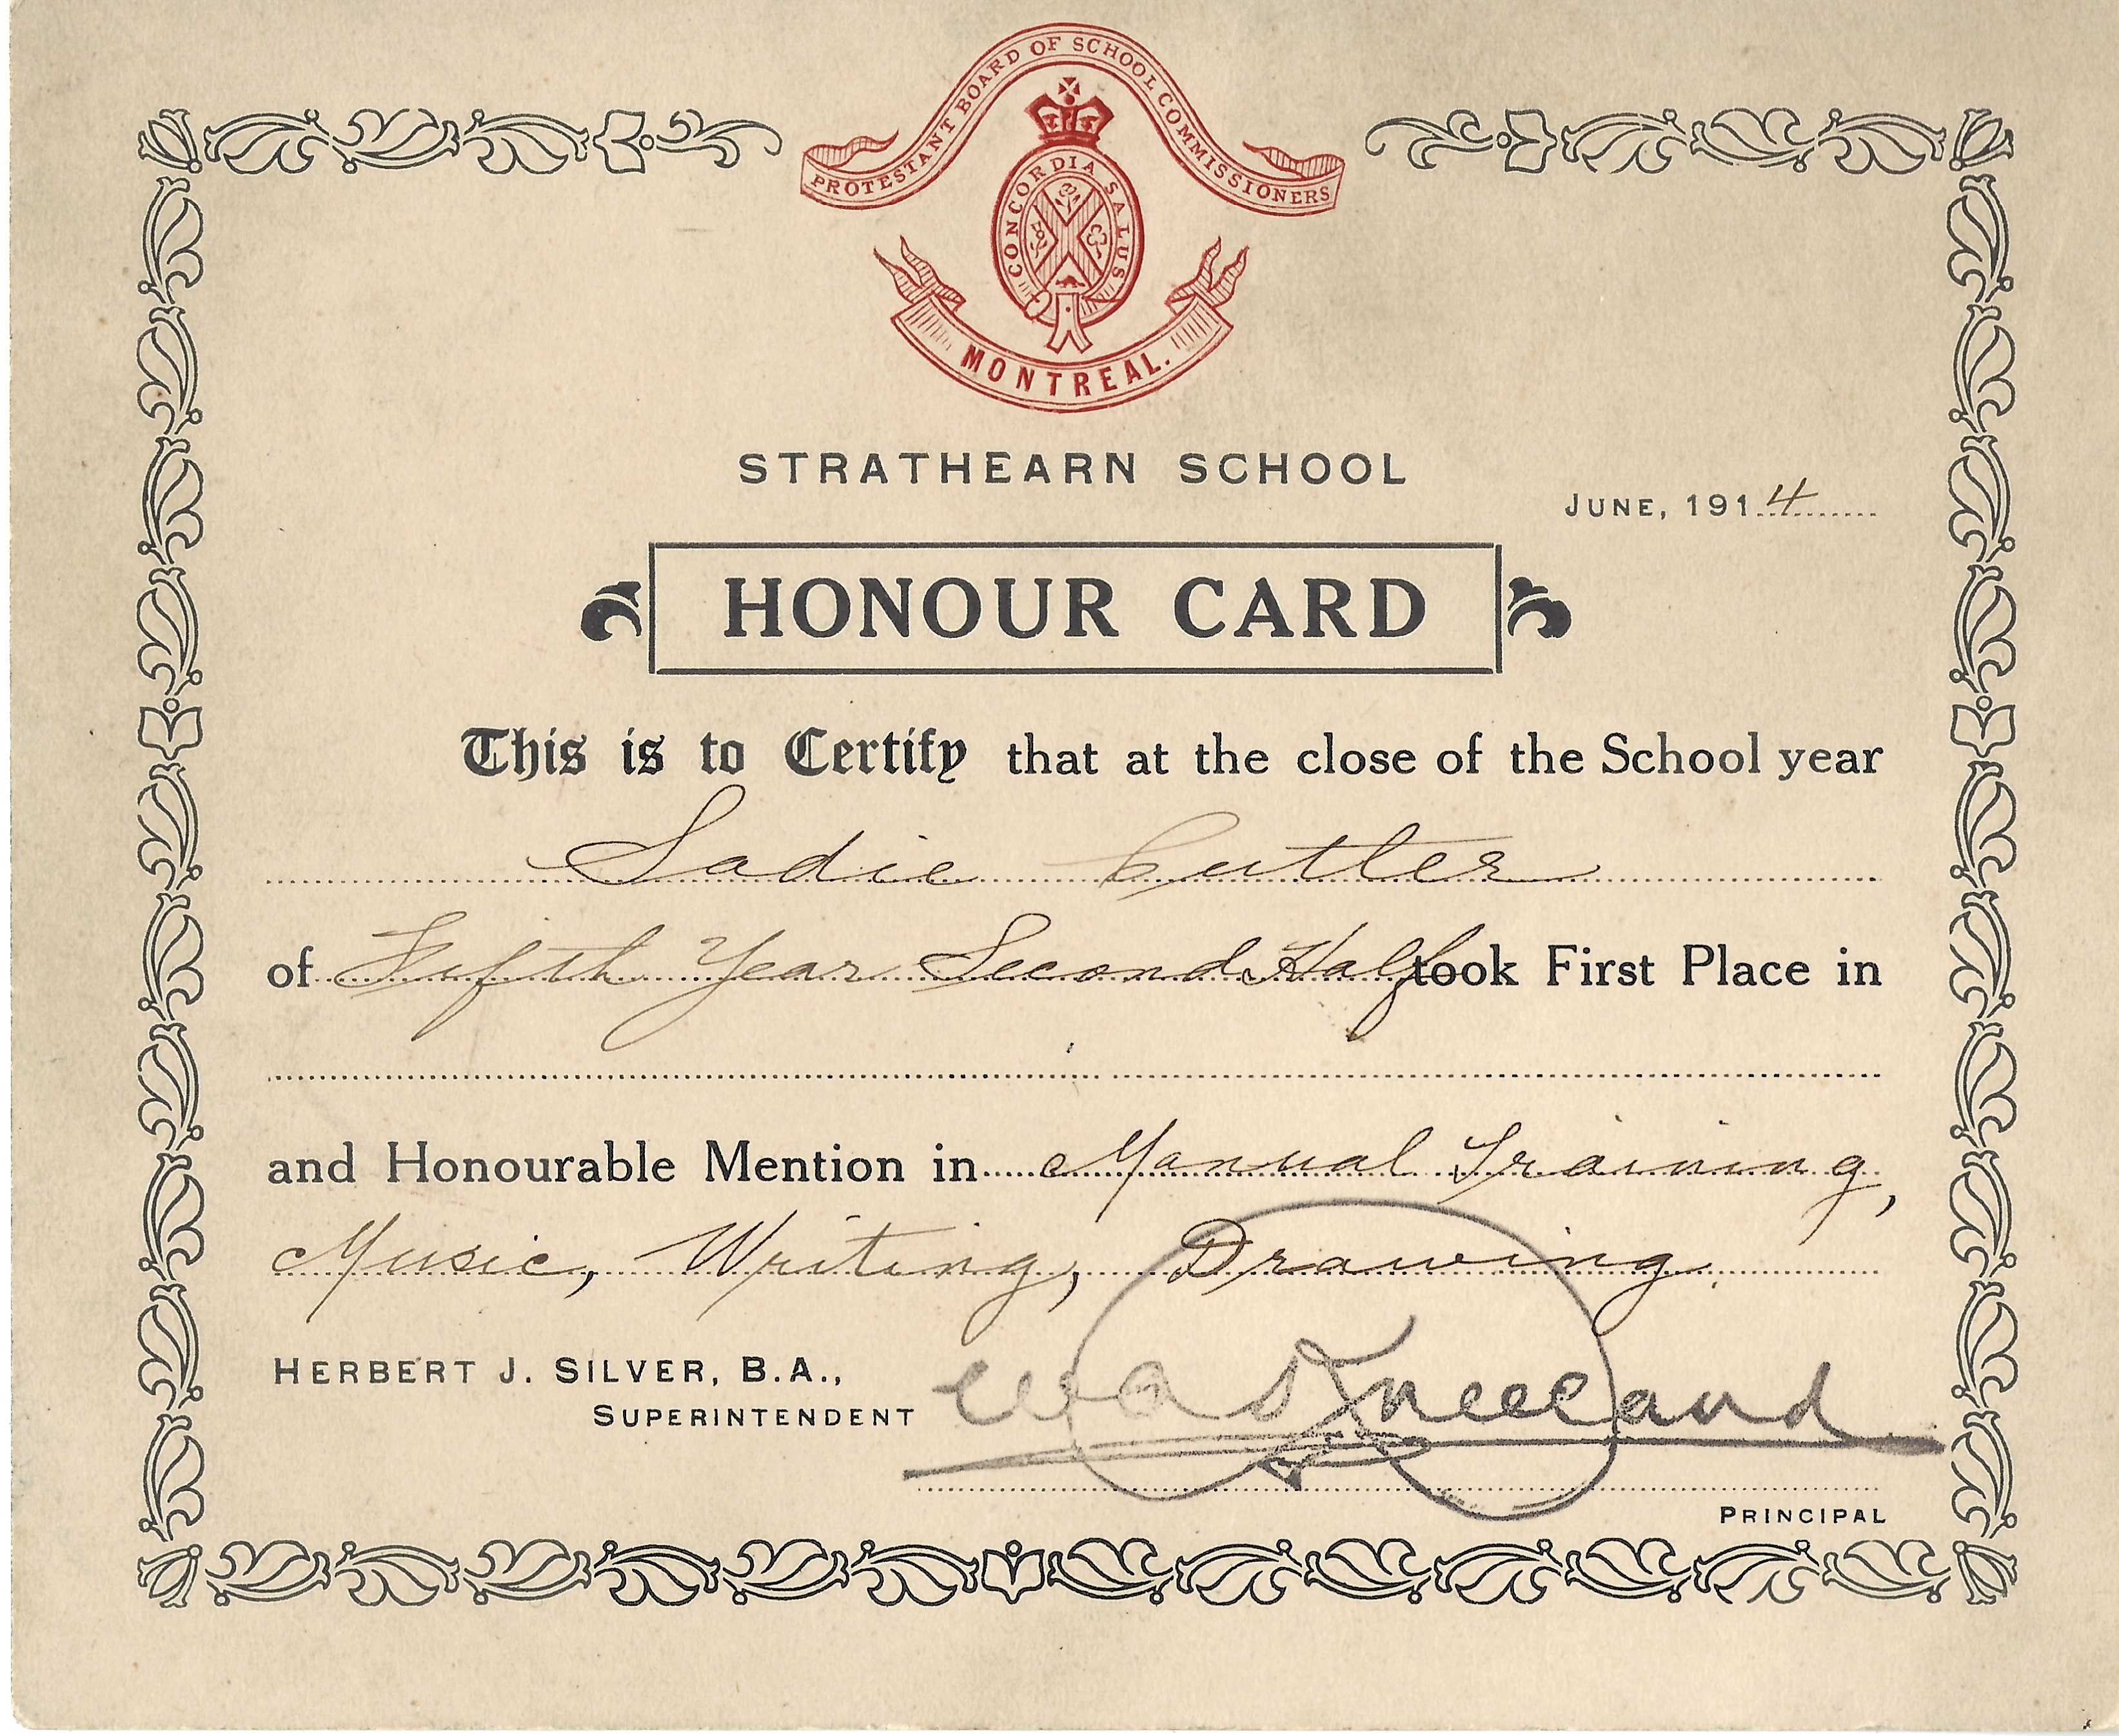 PROTESTANT BOARD OF SCHOOL COMMISSIONERS
CONCORDIA SALUS
MONTREAL.
STRATHEARN SCHOOL
JUNE, 1914
HONOUR CARD
This is to Certify that at the close of the School year
Sadie Cutler
of Fifth Year Second Half took First Place in
and Honourable Mention in Manual Training,
Music, Writing, Drawing.
HERBERT J. SILVER, B.A.,
SUPERINTENDENT
Kneeland
PRINCIPAL